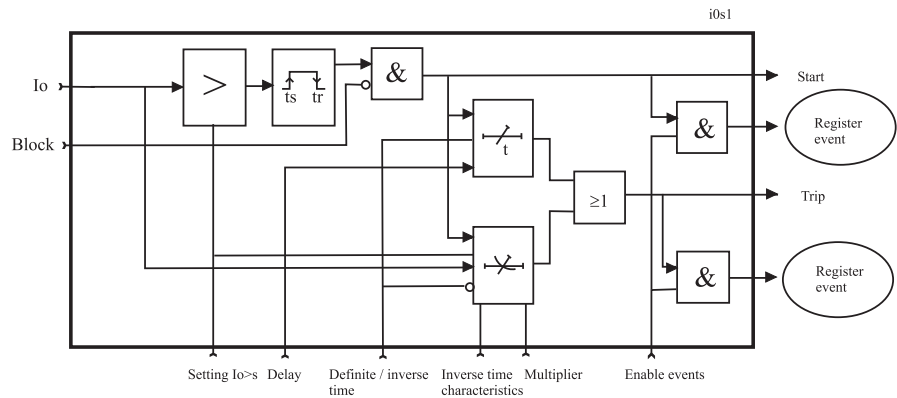 i0s1
Io
>
ts tr
&
Start
Block
t
&
Register
event
≥1
Trip
&
Register
event
Setting Io>s
Delay
Definite / inverse
time
Inverse time
characteristics
Multiplier
Enable events